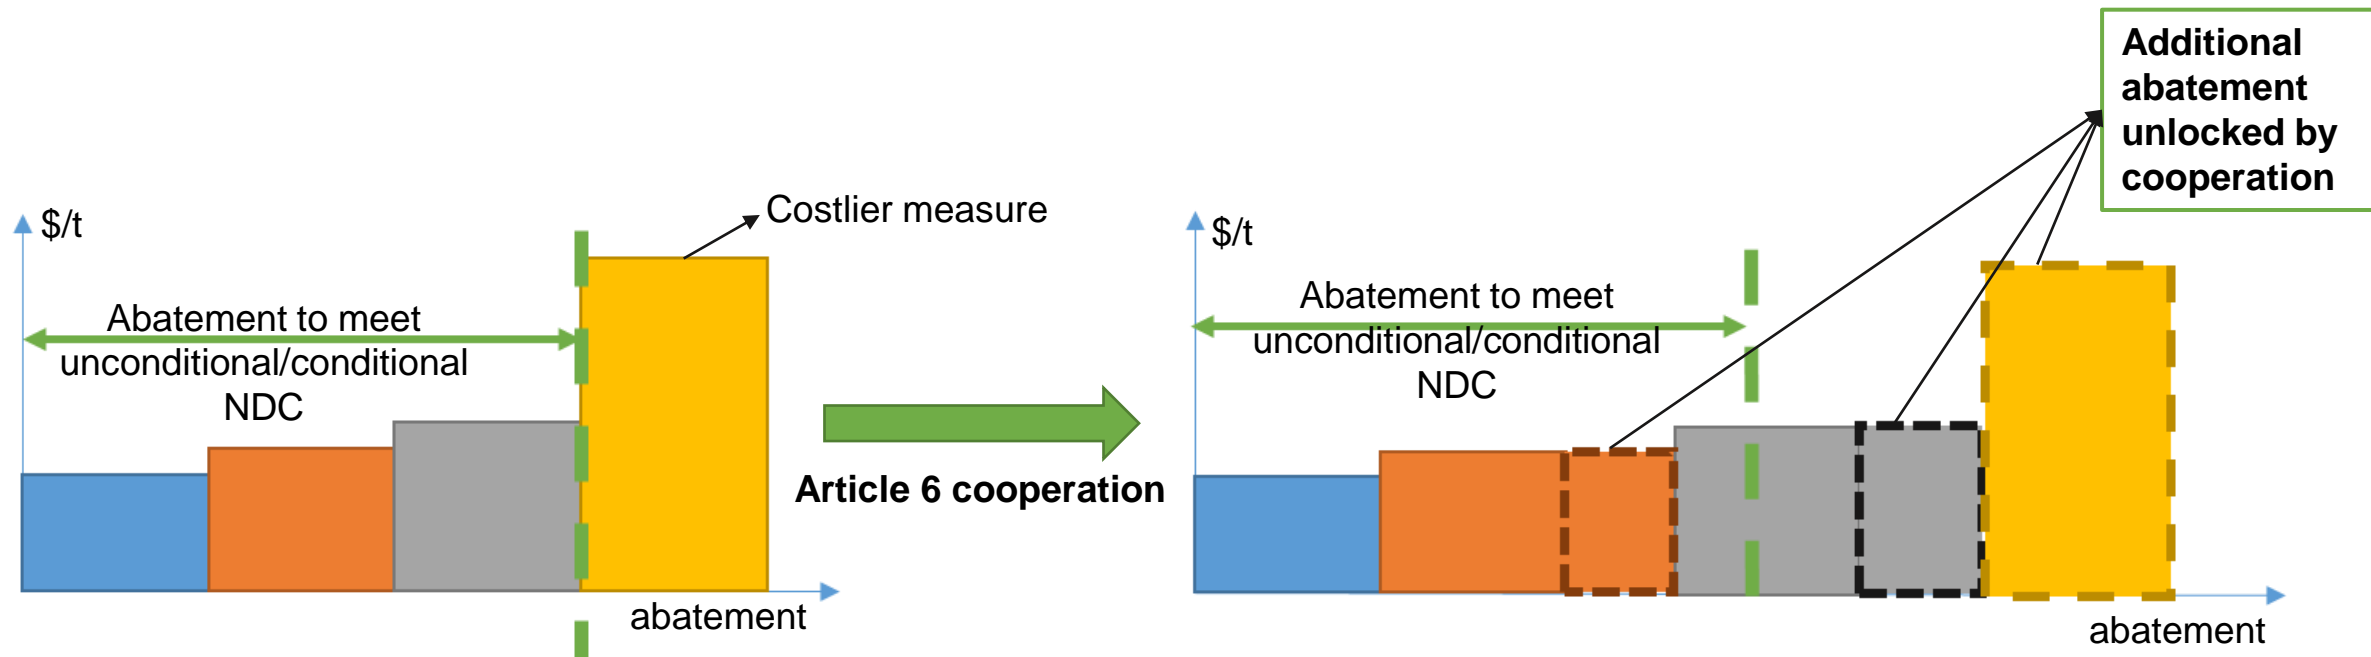 $/t
Costlier measure
Abatement to meet
unconditional/conditional
NDC
abatement
Article 6 cooperation
$/t
Abatement to meet
unconditional/conditional
NDC
Additional
abatement
unlocked by
cooperation
abatement